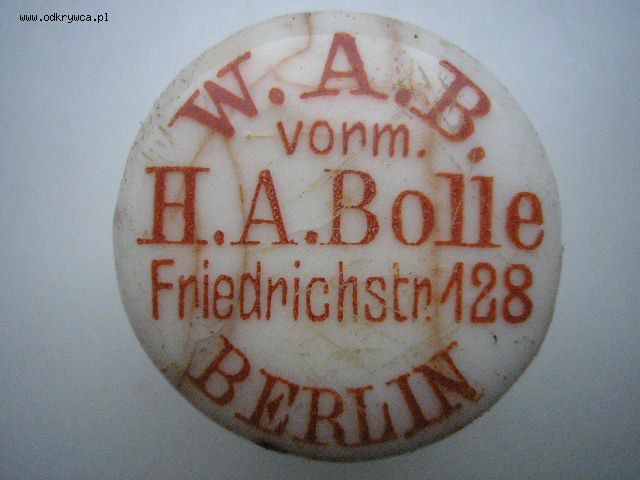 www.odkrywca.pl
W.A.B.
vorm.
H.A.Bolle
Friedrichstr.128
BERLIN